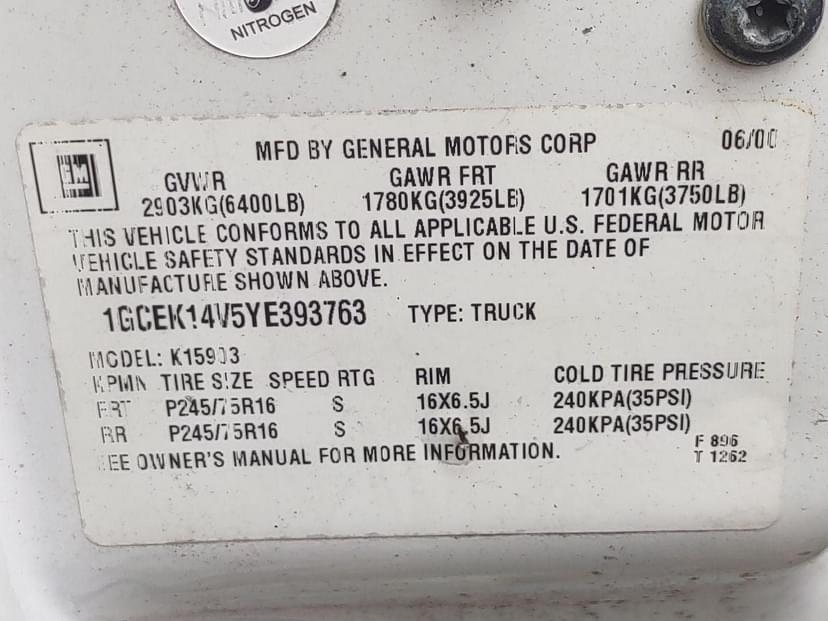 NITROGEN
GM
MFD BY GENERAL MOTORS CORP 06/00
GVWR GAWR FRT GAWR RR
2903KG(6400LB) 1780KG(3925LB) 1701KG(3750LB)
THIS VEHICLE CONFORMS TO ALL APPLICABLE U.S. FEDERAL MOTOR
VEHICLE SAFETY STANDARDS IN EFFECT ON THE DATE OF
MANUFACTURE SHOWN ABOVE.
1GCEK14V5YE393763 TYPE: TRUCK
MODEL: K15903
TIRE SIZE SPEED RTG RIM COLD TIRE PRESSURE
FRT P245/75R16 S 16X6.5J 240KPA(35PSI)
RR P245/75R16 S 16X6.5J 240KPA(35PSI)
SEE OWNER'S MANUAL FOR MORE INFORMATION.
F 896
T 1262